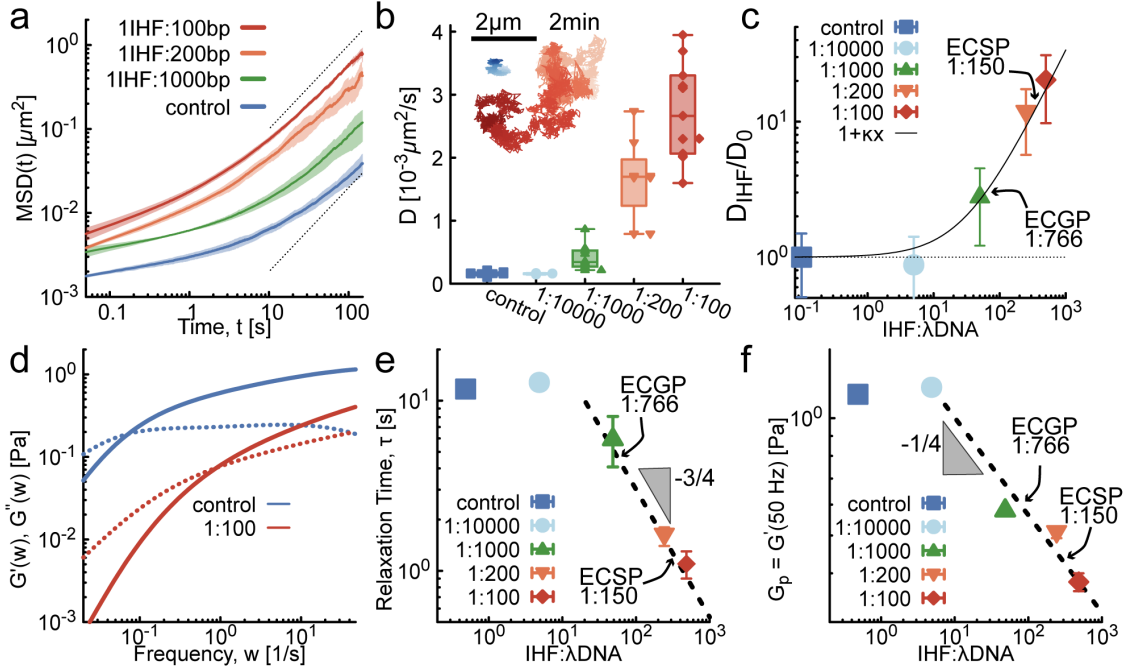 a
MSD(t) [μm²]
10⁰
10⁻¹
10⁻²
10⁻³
1IHF:100bp
1IHF:200bp
1IHF:1000bp
control
0.1
1
10
100
Time, t [s]
b
D [10⁻³μm²/s]
4
3
2
1
0
2μm
2min
control
1:10000
1:1000
1:200
1:100
c
D_IHF/D₀
10¹
10⁰
control
1:10000
1:1000
1:200
1:100
1+κx
ECSP
1:150
ECGP
1:766
10⁻¹
10⁰
10¹
10²
10³
IHF:λDNA
d
G'(w), G''(w) [Pa]
10⁰
10⁻¹
10⁻²
10⁻³
control
1:100
10⁻¹
10⁰
10¹
Frequency, w [1/s]
e
Relaxation Time, τ [s]
10¹
10⁰
ECGP
1:766
-3/4
control
1:10000
1:1000
1:200
1:100
ECSP
1:150
10⁰
10¹
10²
10³
IHF:λDNA
f
Gₚ = G'(50 Hz) [Pa]
10⁰
-1/4
ECGP
1:766
ECSP
1:150
control
1:10000
1:1000
1:200
1:100
10⁰
10¹
10²
10³
IHF:λDNA